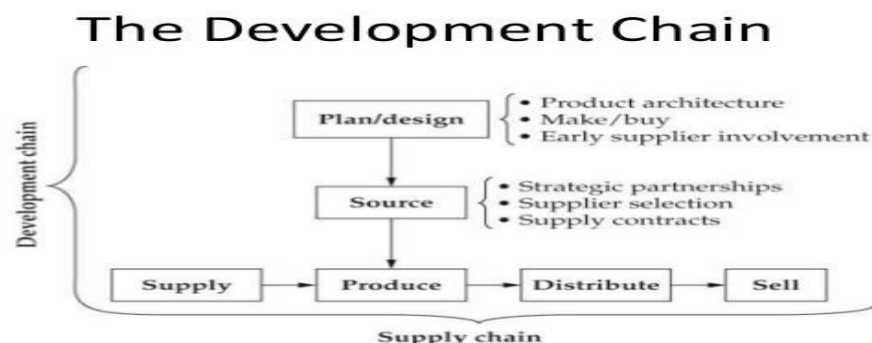 The Development Chain
Plan/design
• Product architecture
• Make/buy
• Early supplier involvement
Development chain
Source
• Strategic partnerships
• Supplier selection
• Supply contracts
Supply
Produce
Distribute
Sell
Supply chain